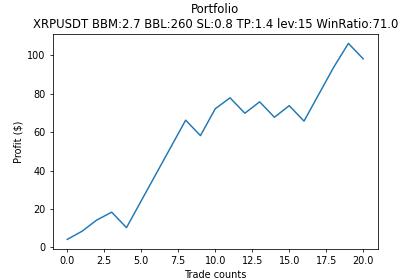 Portfolio
XRPUSDT BBM:2.7 BBL:260 SL:0.8 TP:1.4 lev:15 WinRatio:71.0
100
80
60
40
20
0
Profit ($)
0.0 2.5 5.0 7.5 10.0 12.5 15.0 17.5 20.0
Trade counts